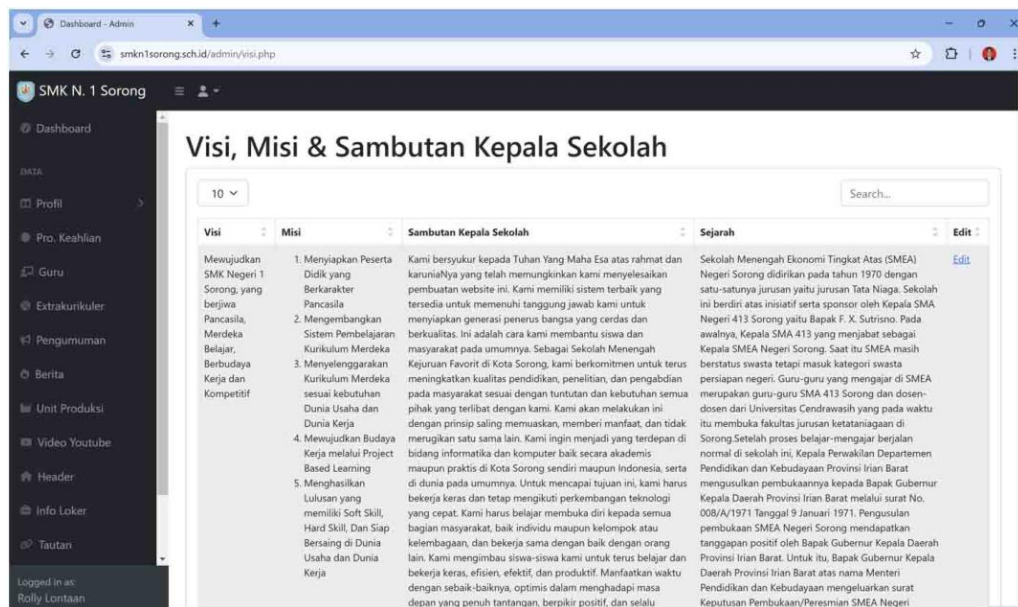 Dashboard - Admin
smkn1sorong.sch.id/admin/visi.php
SMK N. 1 Sorong
Dashboard
DATA
Profil
Pro. Keahlian
Guru
Extrakurikuler
Pengumuman
Berita
Unit Produksi
Video Youtube
Header
Info Loker
Tautan
Logged in as:
Rolly Lontaan
Visi, Misi & Sambutan Kepala Sekolah
10
Search...
Visi
Misi
Sambutan Kepala Sekolah
Sejarah
Edit
Mewujudkan
SMK Negeri 1
Sorong, yang
berjiwa
Pancasila,
Merdeka
Belajar,
Berbudaya
Kerja dan
Kompetitif
1. Menyiapkan Peserta
Didik yang
Berkarakter
Pancasila
2. Mengembangkan
Sistem Pembelajaran
Kurikulum Merdeka
3. Menyelenggarakan
Kurikulum Merdeka
sesuai kebutuhan
Dunia Usaha dan
Dunia Kerja
4. Mewujudkan Budaya
Kerja melalui Project
Based Learning
5. Menghasilkan
Lulusan yang
memiliki Soft Skill,
Hard Skill, Dan Siap
Bersaing di Dunia
Usaha dan Dunia
Kerja
Kami bersyukur kepada Tuhan Yang Maha Esa atas rahmat dan
karuniaNya yang telah memungkinkan kami menyelesaikan
pembuatan website ini. Kami memiliki sistem terbaik yang
tersedia untuk memenuhi tanggung jawab kami untuk
menyiapkan generasi penerus bangsa yang cerdas dan
berkualitas. Ini adalah cara kami membantu siswa dan
masyarakat pada umumnya. Sebagai Sekolah Menengah
Kejuruan Favorit di Kota Sorong, kami berkomitmen untuk terus
meningkatkan kualitas pendidikan, penelitian, dan pengabdian
pada masyarakat sesuai dengan tuntutan dan kebutuhan semua
pihak yang terlibat dengan kami. Kami akan melakukan ini
dengan prinsip saling memuaskan, memberi manfaat, dan tidak
merugikan satu sama lain. Kami ingin menjadi yang terdepan di
bidang informatika dan komputer baik secara akademis
maupun praktis di Kota Sorong sendiri maupun Indonesia, serta
di dunia pada umumnya. Untuk mencapai tujuan ini, kami harus
bekerja keras dan tetap mengikuti perkembangan teknologi
yang cepat. Kami harus belajar membuka diri kepada semua
bagian masyarakat, baik individu maupun kelompok atau
kelembagaan, dan bekerja sama dengan baik dengan orang
lain. Kami mengimbau siswa-siswa kami untuk terus belajar dan
bekerja keras, efisien, efektif, dan produktif. Manfaatkan waktu
dengan sebaik-baiknya, optimis dalam menghadapi masa
depan yang penuh tantangan, berpikir positif, dan selalu
Sekolah Menengah Ekonomi Tingkat Atas (SMEA)
Negeri Sorong didirikan pada tahun 1970 dengan
satu-satunya jurusan yaitu jurusan Tata Niaga. Sekolah
ini berdiri atas inisiatif serta sponsor oleh Kepala SMA
Negeri 413 Sorong yaitu Bapak F. X. Sutrisno. Pada
awalnya, Kepala SMA 413 yang menjabat sebagai
Kepala SMEA Negeri Sorong. Saat itu SMEA masih
berstatus swasta tetapi masuk kategori swasta
persiapan negeri. Guru-guru yang mengajar di SMEA
merupakan guru-guru SMA 413 Sorong dan dosen-
dosen dari Universitas Cendrawasih yang pada waktu
itu membuka fakultas jurusan ketataniagaan di
Sorong.Setelah proses belajar-mengajar berjalan
normal di sekolah ini, Kepala Perwakilan Departemen
Pendidikan dan Kebudayaan Provinsi Irian Barat
mengusulkan pembukaannya kepada Bapak Gubernur
Kepala Daerah Provinsi Irian Barat melalui surat No.
008/A/1971 Tanggal 9 Januari 1971. Pengusulan
pembukaan SMEA Negeri Sorong mendapatkan
tanggapan positif oleh Bapak Gubernur Kepala Daerah
Provinsi Irian Barat. Untuk itu, Bapak Gubernur Kepala
Daerah Provinsi Irian Barat atas nama Menteri
Pendidikan dan Kebudayaan mengeluarkan surat
Keputusan Pembukaan/Peresmian SMEA Negeri
Edit